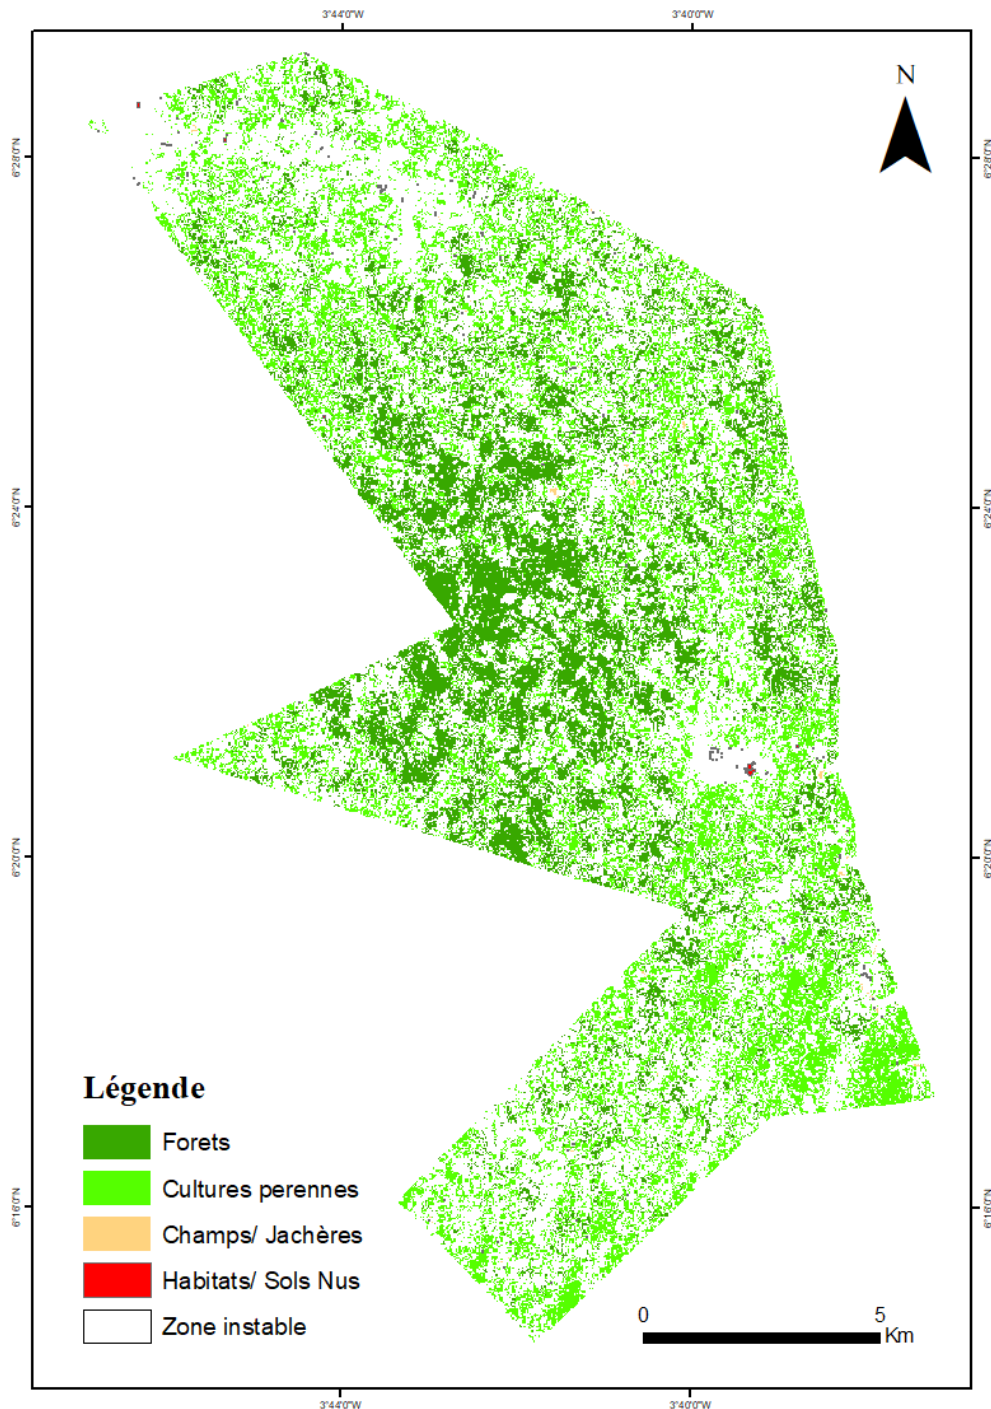 3°44'0"W
3°40'0"W
N
6°28'0"N
6°28'0"N
6°24'0"N
6°24'0"N
6°20'0"N
6°20'0"N
6°16'0"N
6°16'0"N
Légende
Forets
Cultures perennes
Champs/ Jachères
Habitats/ Sols Nus
Zone instable
0
5
Km
3°44'0"W
3°40'0"W